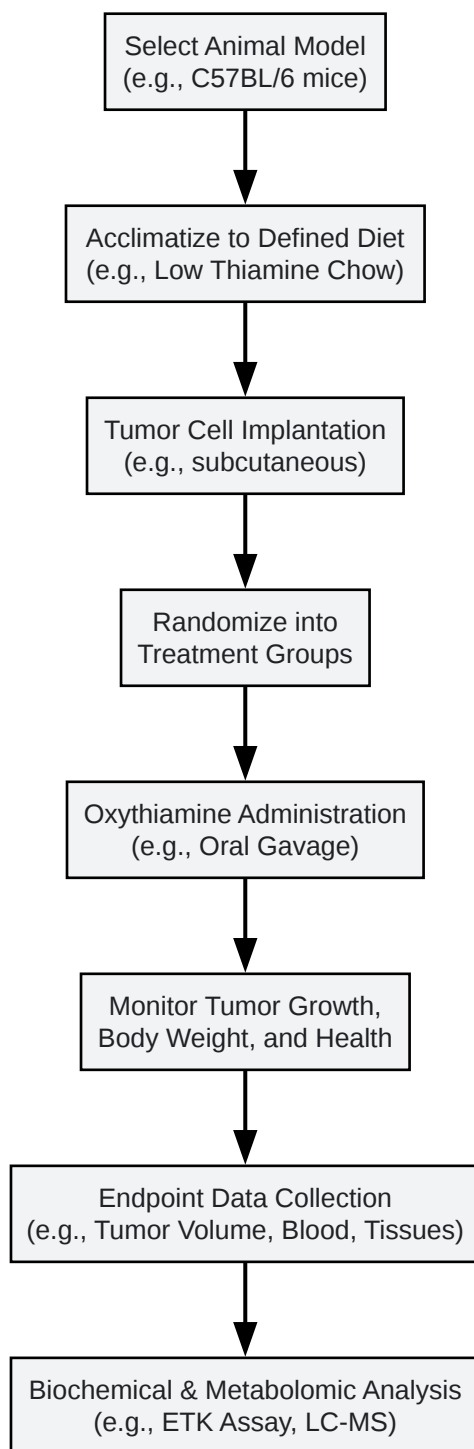 Select Animal Model
(e.g., C57BL/6 mice)
Acclimatize to Defined Diet
(e.g., Low Thiamine Chow)
Tumor Cell Implantation
(e.g., subcutaneous)
Randomize into
Treatment Groups
Oxythiamine Administration
(e.g., Oral Gavage)
Monitor Tumor Growth,
Body Weight, and Health
Endpoint Data Collection
(e.g., Tumor Volume, Blood, Tissues)
Biochemical & Metabolomic Analysis
(e.g., ETK Assay, LC-MS)